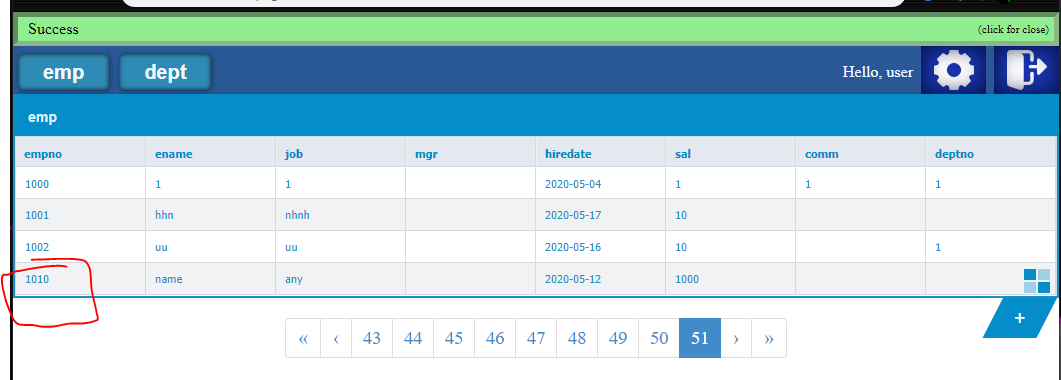 Success (click for close)
emp dept Hello, user
emp
empno ename job mgr hiredate sal comm deptno
1000 1 1 2020-05-04 1 1 1
1001 hhn nhnh 2020-05-17 10
1002 uu uu 2020-05-16 10 1
1010 name any 2020-05-12 1000
+
« ‹ 43 44 45 46 47 48 49 50 51 › »